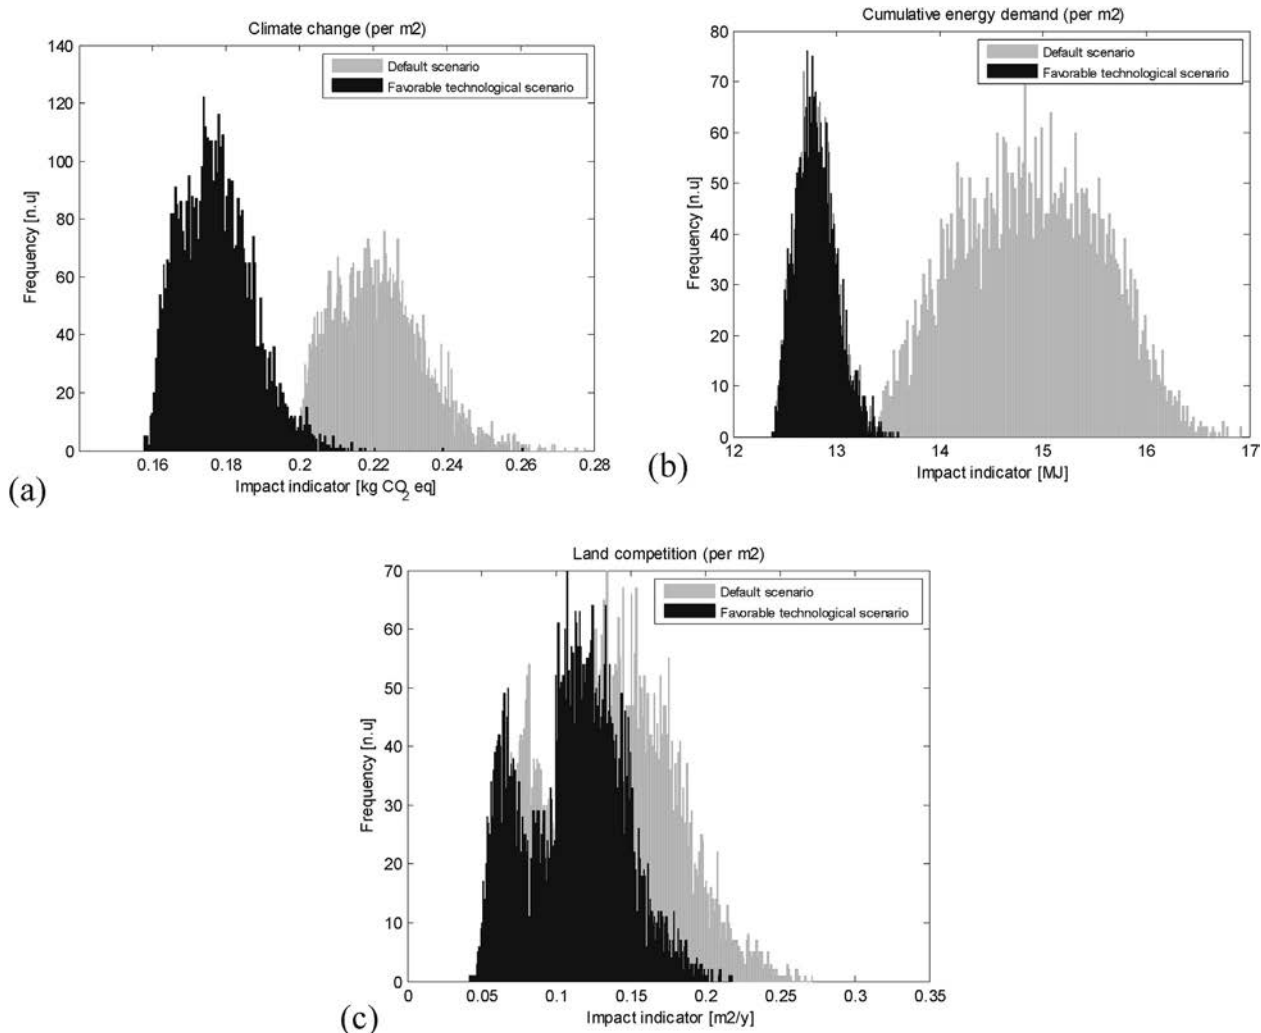 Climate change (per m2)
140
120
100
80
60
40
20
0
Frequency [n.u]
Default scenario
Favorable technological scenario
0.16 0.18 0.2 0.22 0.24 0.26 0.28
Impact indicator [kg CO2 eq]
(a)
Cumulative energy demand (per m2)
80
70
60
50
40
30
20
10
0
Frequency [n.u]
Default scenario
Favorable technological scenario
12 13 14 15 16 17
Impact indicator [MJ]
(b)
Land competition (per m2)
70
60
50
40
30
20
10
0
Frequency [n.u]
Default scenario
Favorable technological scenario
0 0.05 0.1 0.15 0.2 0.25 0.3 0.35
Impact indicator [m2/y]
(c)